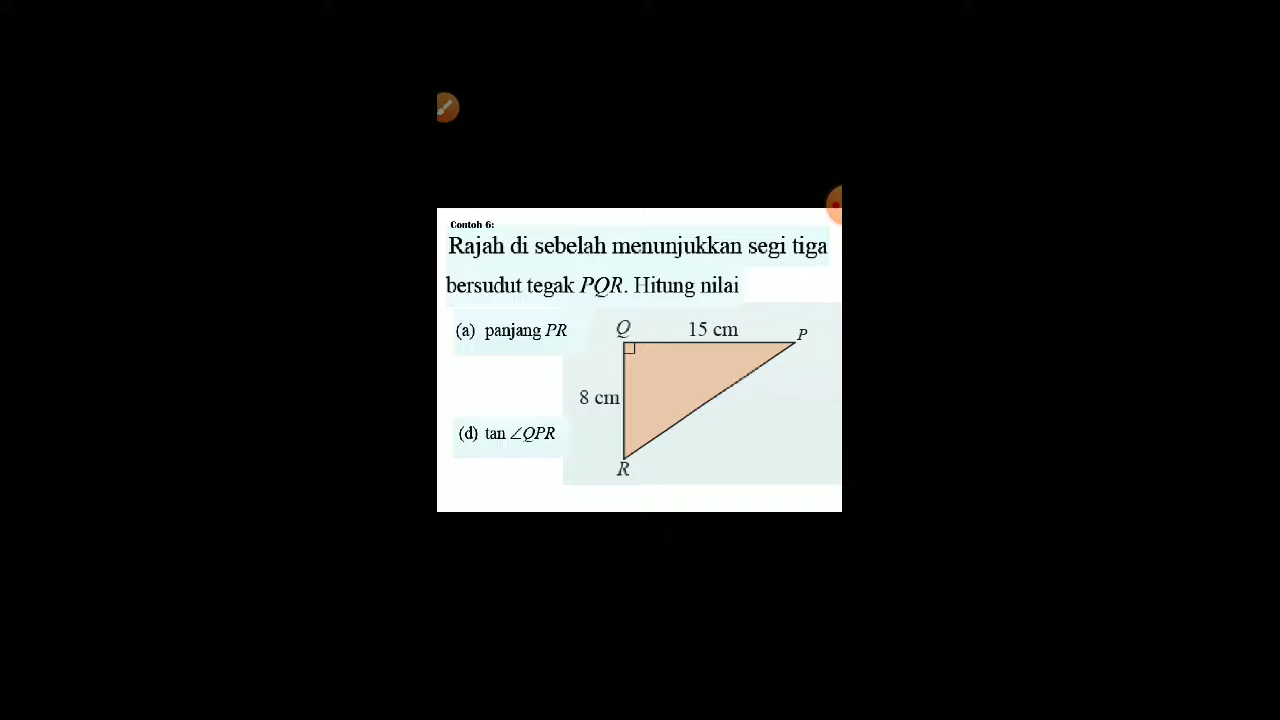 Contoh 6:
Rajah di sebelah menunjukkan segi tiga
bersudut tegak PQR. Hitung nilai
(a) panjang PR
Q 15 cm P
8 cm
(d) tan ∠QPR
R